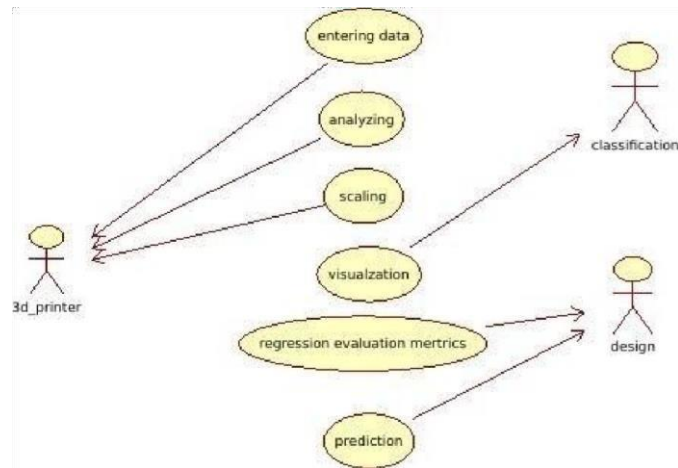 entering data
analyzing
classification
scaling
visualzation
3d_printer
regression evaluation mertrics
design
prediction